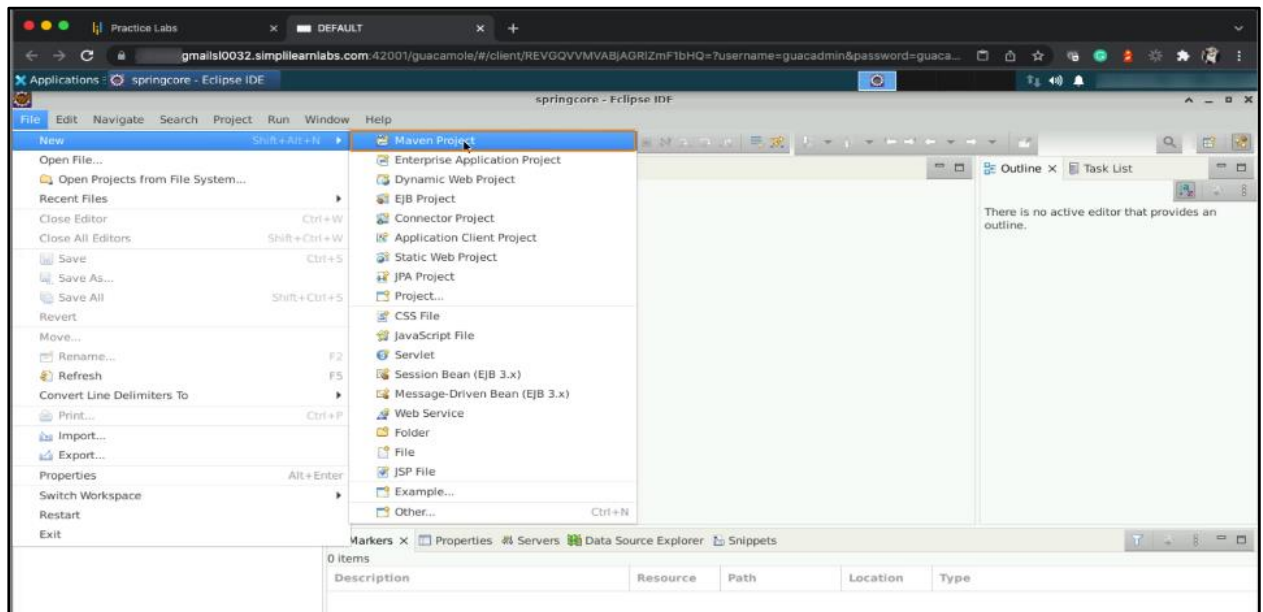 Practice Labs × DEFAULT × +
gmailsl0032.simplilearnlabs.com:42001/guacamole/#/client/REVGQVVMVABjAGRIZmF1bHQ=?username=guacadmin&password=guaca...
Applications springcore - Eclipse IDE
springcore - Eclipse IDE
File Edit Navigate Search Project Run Window Help
New Shift+Alt+N Maven Project
Open File... Enterprise Application Project
Open Projects from File System... Dynamic Web Project
Outline × Task List
Recent Files EJB Project
Close Editor Ctrl+W Connector Project
There is no active editor that provides an
outline.
Close All Editors Shift+Ctrl+W Application Client Project
Save Ctrl+S Static Web Project
Save As... JPA Project
Save All Shift+Ctrl+S Project...
Revert CSS File
Move... JavaScript File
Rename... F2 Servlet
Refresh F5 Session Bean (EJB 3.x)
Convert Line Delimiters To Message-Driven Bean (EJB 3.x)
Print... Ctrl+P Web Service
Import... Folder
Export... File
Properties Alt+Enter JSP File
Switch Workspace Example...
Restart Other... Ctrl+N
Exit
Markers × Properties Servers Data Source Explorer Snippets
0 items
Description Resource Path Location Type